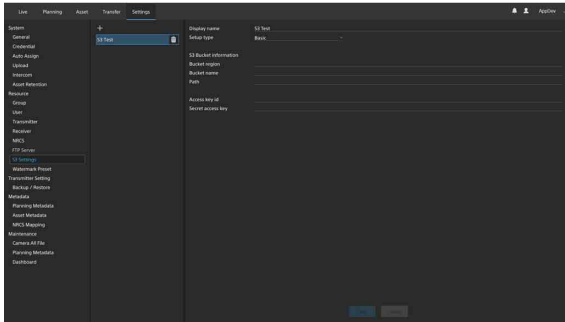 Live Planning Asset Transfer Settings AppDev
System
General
Credential
Auto Assign
Upload
Intercom
Asset Retention
Resource
Group
User
Transmitter
Receiver
NRCS
FTP Server
S3 Settings
Watermark Preset
Transmitter Setting
Backup / Restore
Metadata
Planning Metadata
Asset Metadata
NRCS Mapping
Maintenance
Camera All File
Planning Metadata
Dashboard
+
S3 Test
Display name S3 Test
Setup type Basic
S3 Bucket information
Bucket region
Bucket name
Path
Access key id
Secret access key